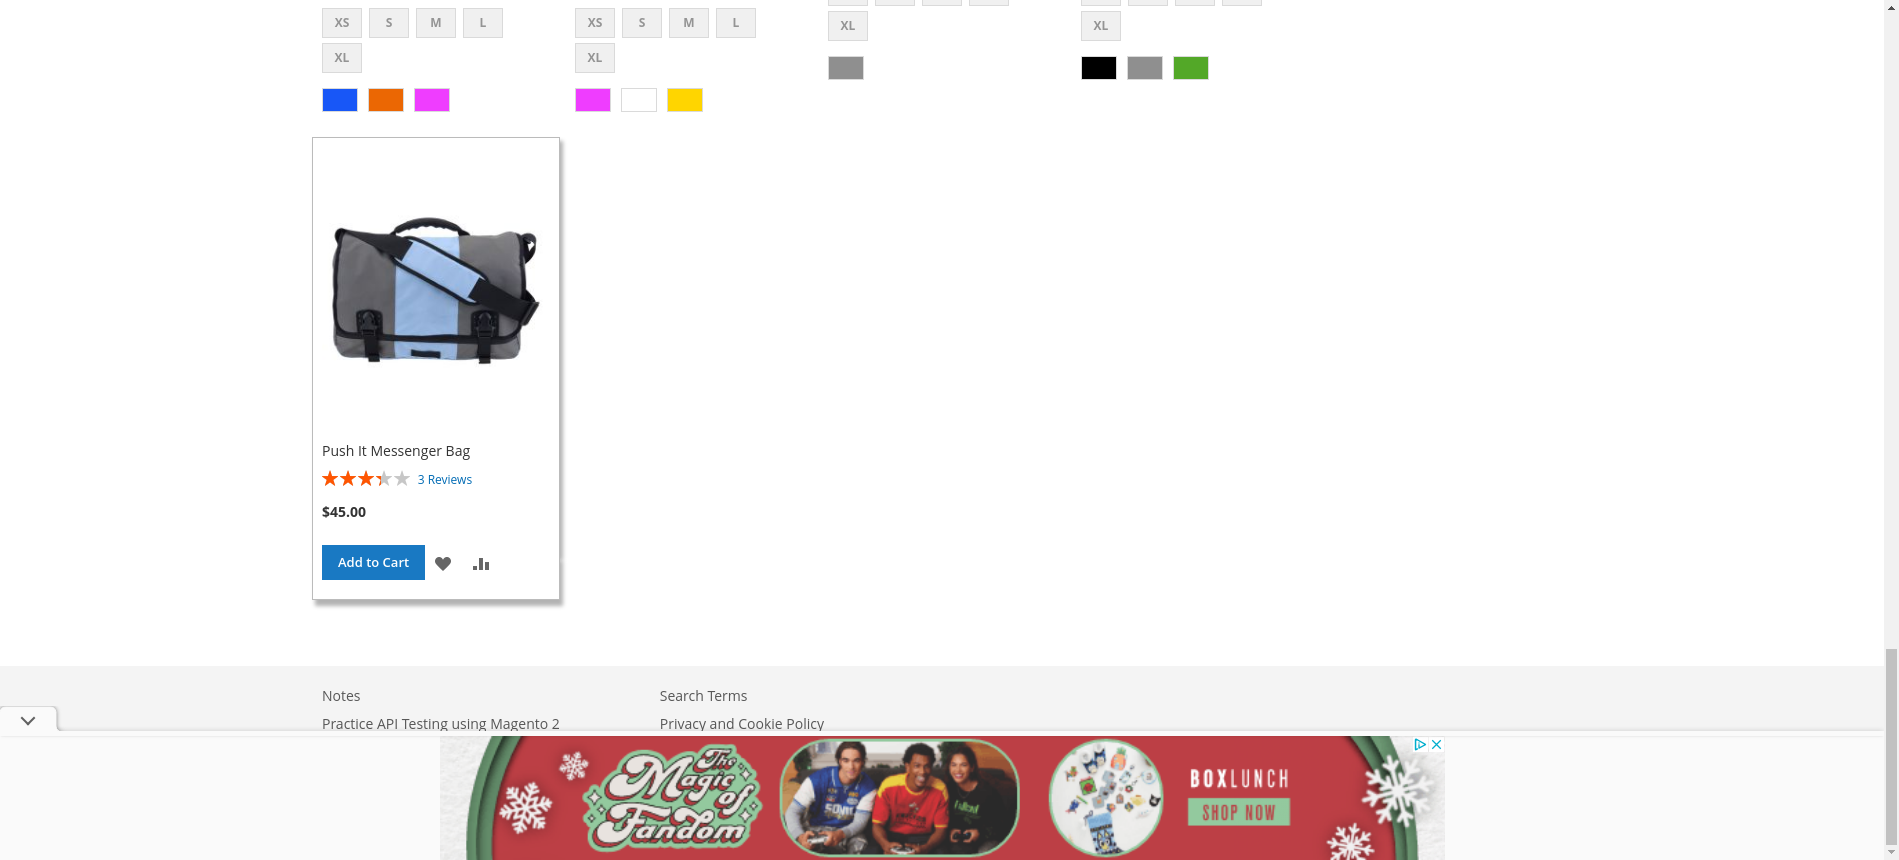 XS S M L
XL
XS S M L
XL
XL
XL
Push It Messenger Bag
3 Reviews
$45.00
Add to Cart
Notes
Search Terms
Practice API Testing using Magento 2
Privacy and Cookie Policy
The
Magic
of
Fandom
BOXLUNCH
SHOP NOW